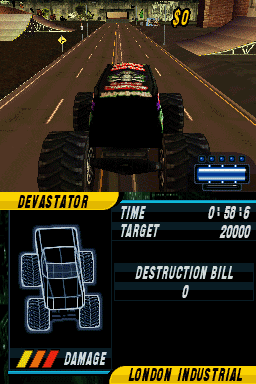 $0
DEVASTATOR
TIME 0:58:6
TARGET 20000
DESTRUCTION BILL
0
DAMAGE
LONDON INDUSTRIAL